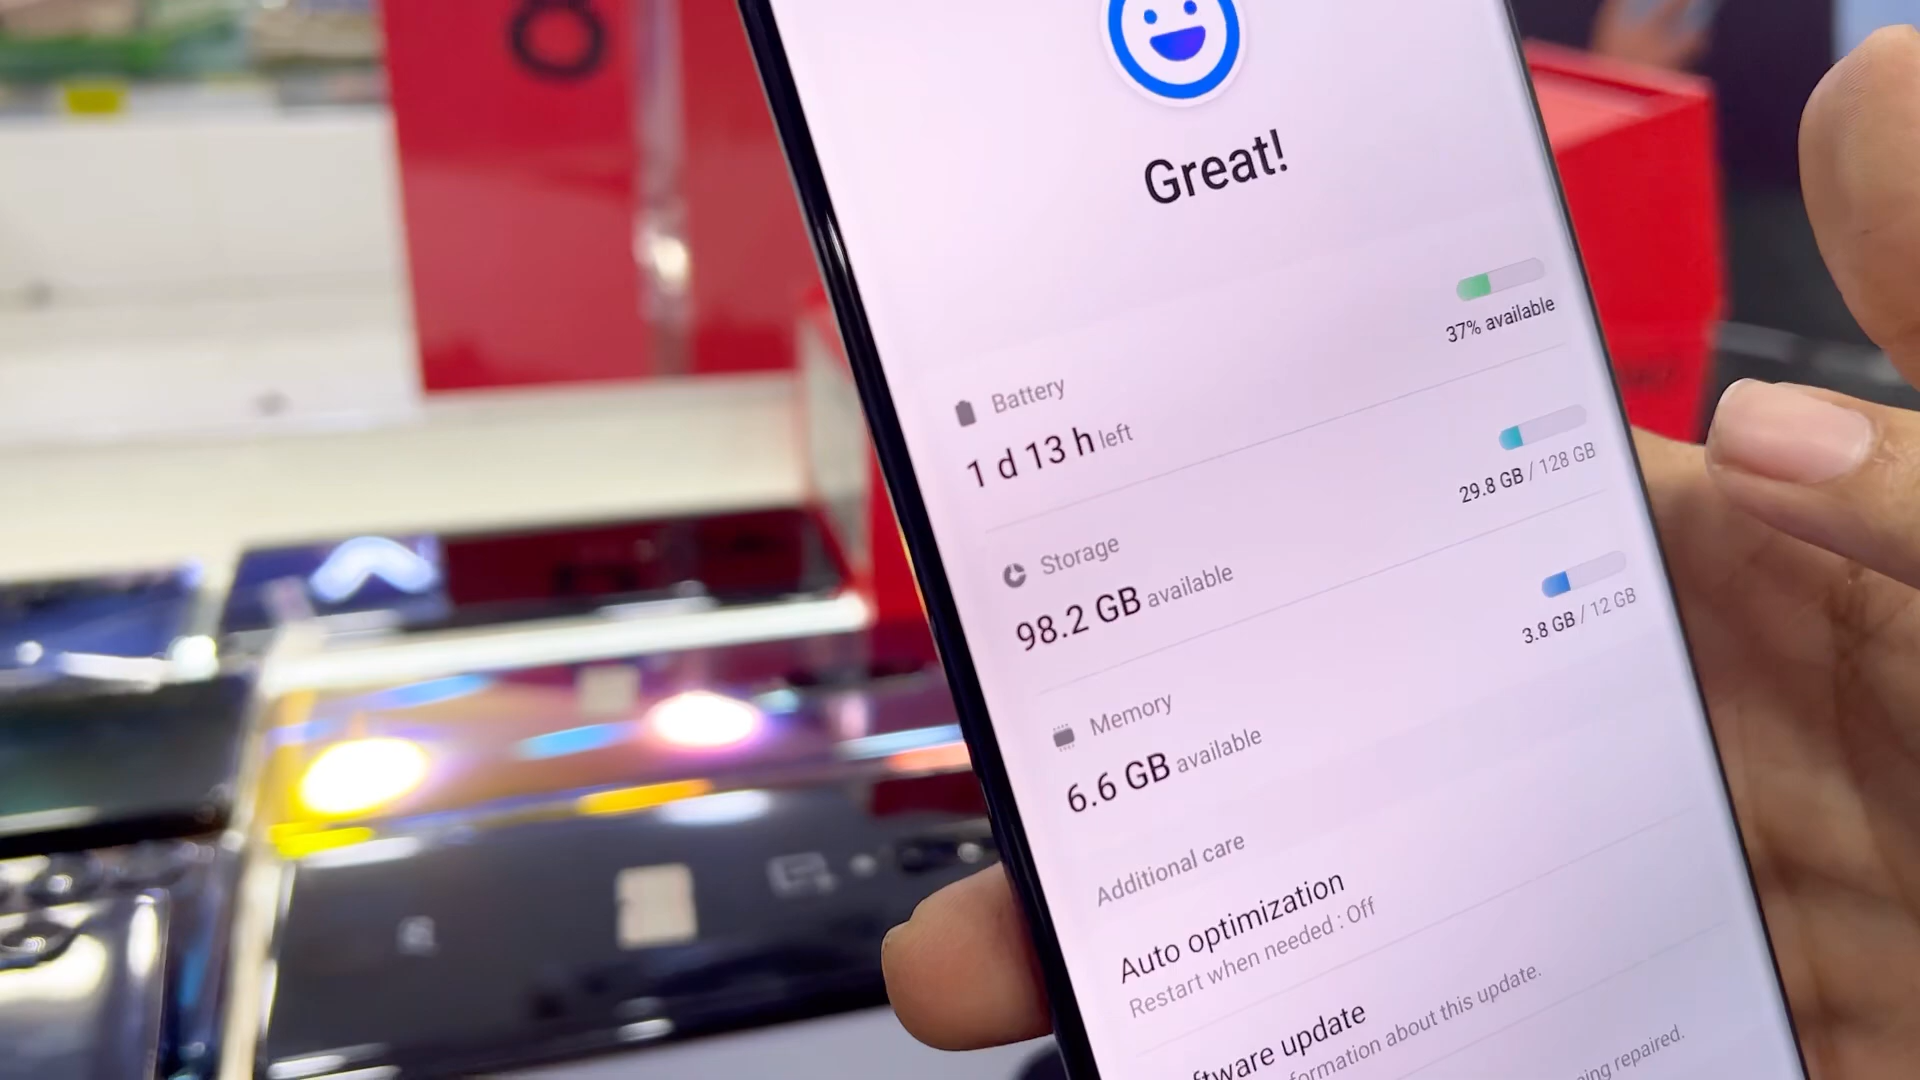 Great!
37% available
Battery
1 d 13 h left
29.8 GB / 128 GB
Storage
98.2 GB available
3.8 GB / 12 GB
Memory
6.6 GB available
Additional care
Auto optimization
Restart when needed : Off
ftware update
formation about this update.
ing repaired.